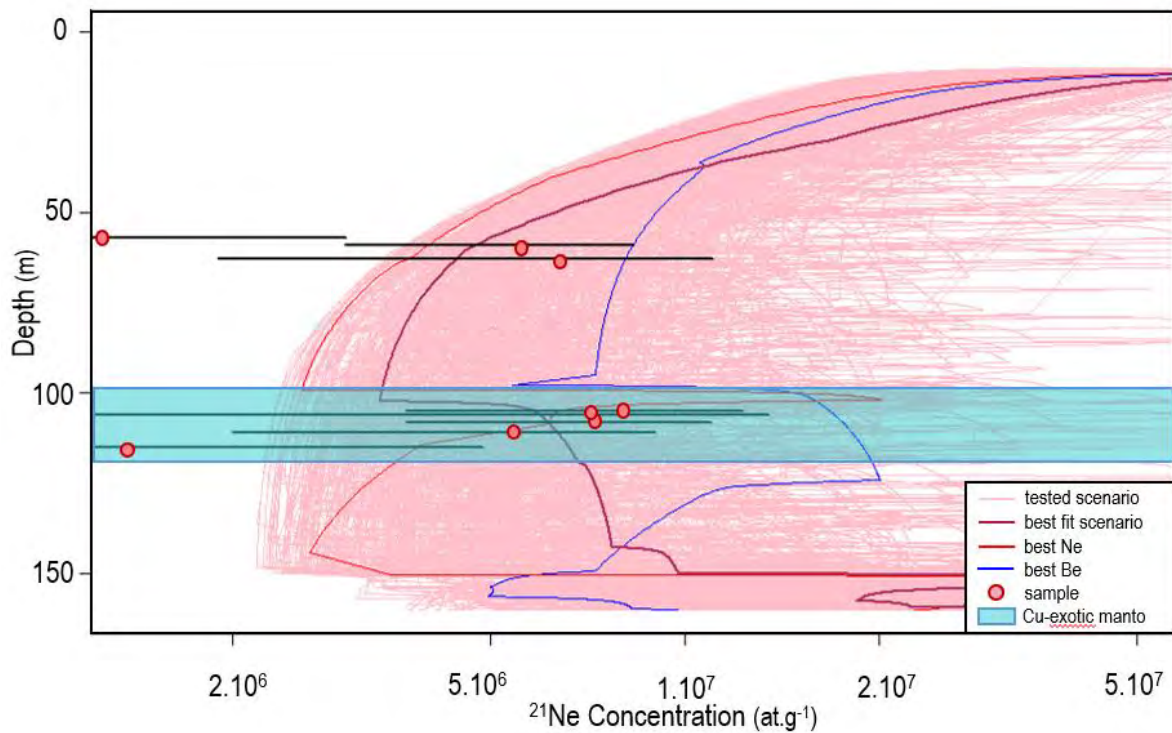 0
50
100
150
Depth (m)
2.10⁶
5.10⁶
1.10⁷
2.10⁷
5.10⁷
²¹Ne Concentration (at.g⁻¹)
tested scenario
best fit scenario
best Ne
best Be
sample
Cu-exotic manto